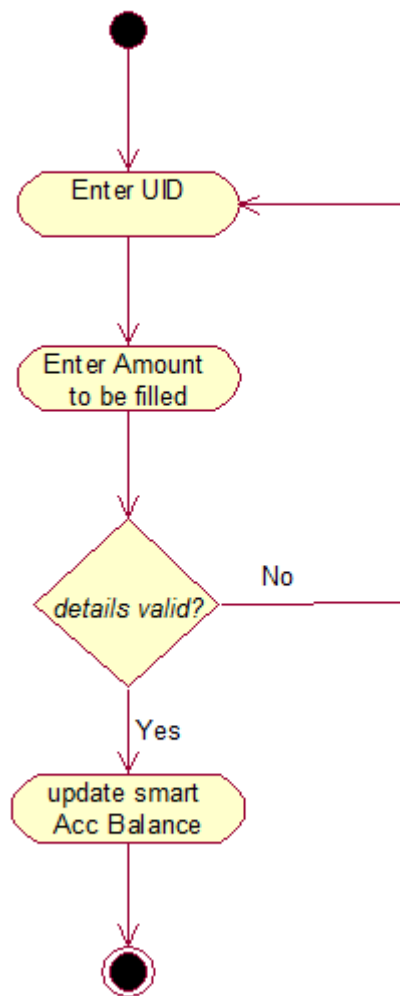 Enter UID
Enter Amount
to be filled
details valid?
No
Yes
update smart
Acc Balance